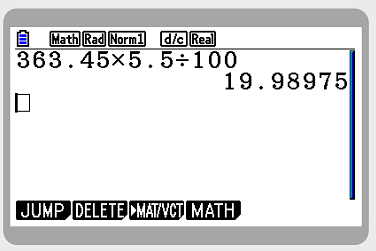 Math Rad Norm1 d/c Real
363.45×5.5÷100
19.98975
JUMP DELETE ▶MAT/VCT MATH